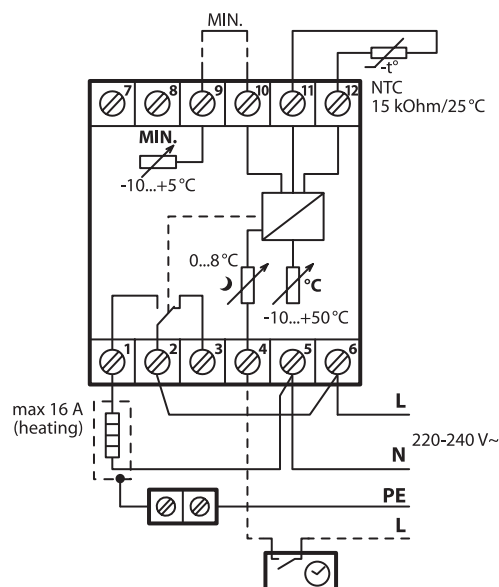 MIN.
-t°
NTC
15 kOhm/25°C
7 8 9 10 11 12
MIN.
-10...+5°C
0...8°C
°C
-10...+50°C
1 2 3 4 5 6
max 16 A
(heating)
L
220-240 V~
N
PE
L